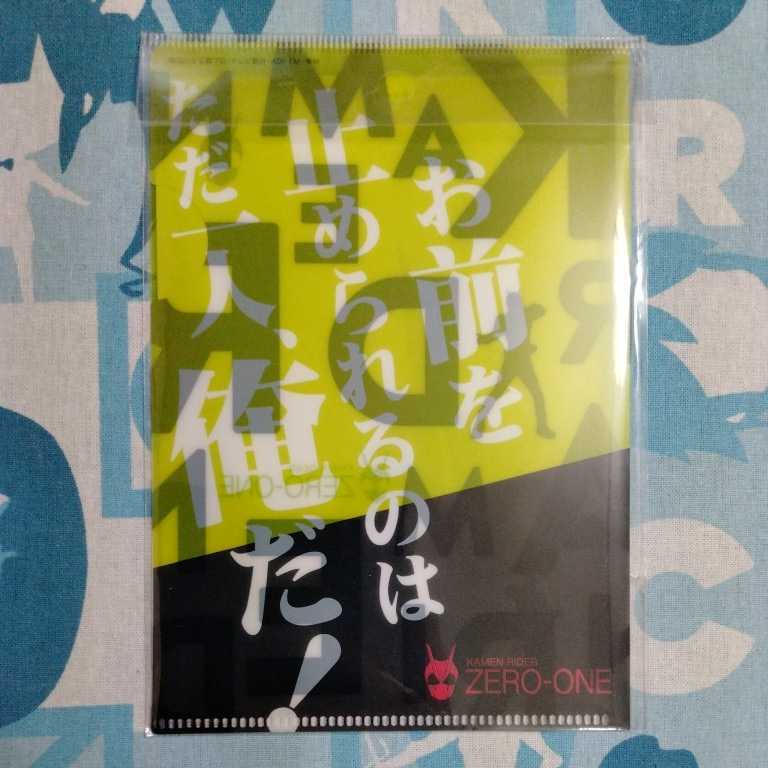 お前を
止められるのは
ただ一人、
俺だ！
KAMEN RIDER
ZERO-ONE